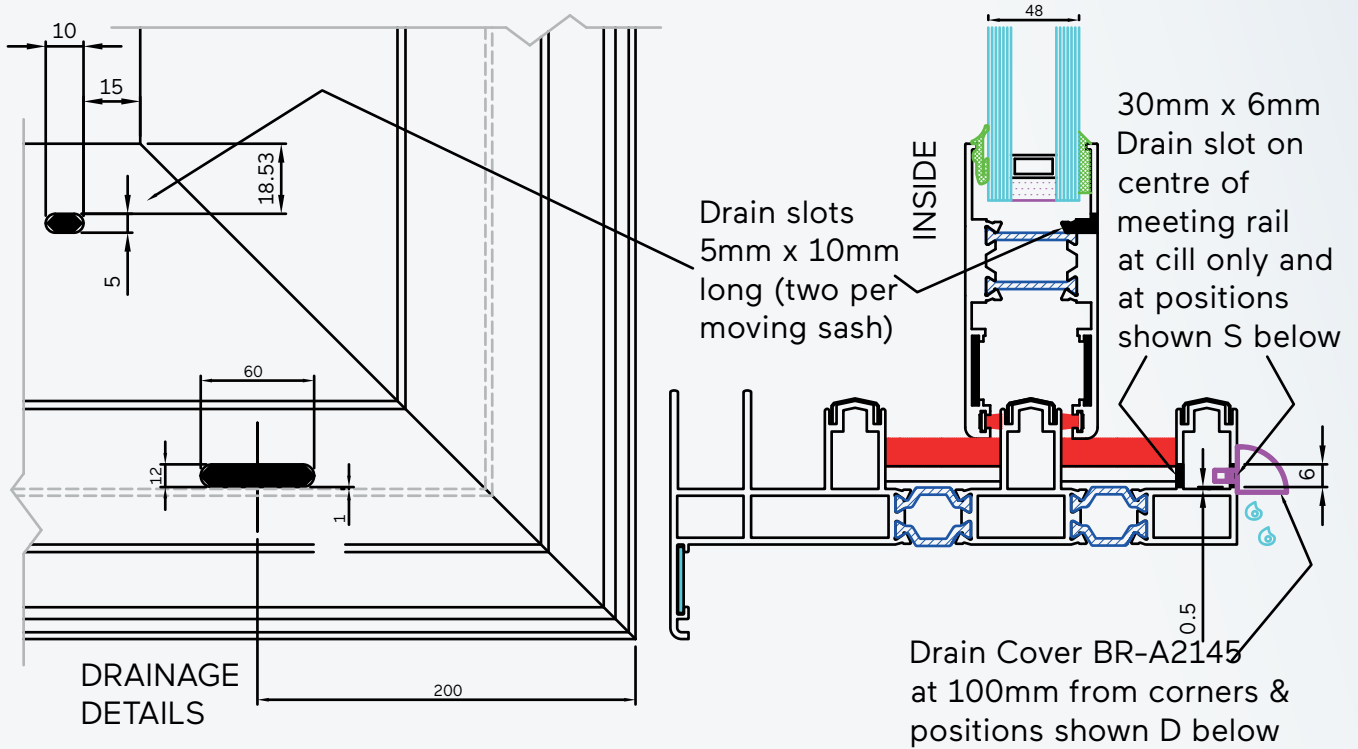 10
15
18.53
5
60
12
1
200
DRAINAGE
DETAILS
Drain slots
5mm x 10mm
long (two per
moving sash)
INSIDE
48
30mm x 6mm
Drain slot on
centre of
meeting rail
at cill only and
at positions
shown S below
6
0.5
Drain Cover BR-A2145
at 100mm from corners &
positions shown D below